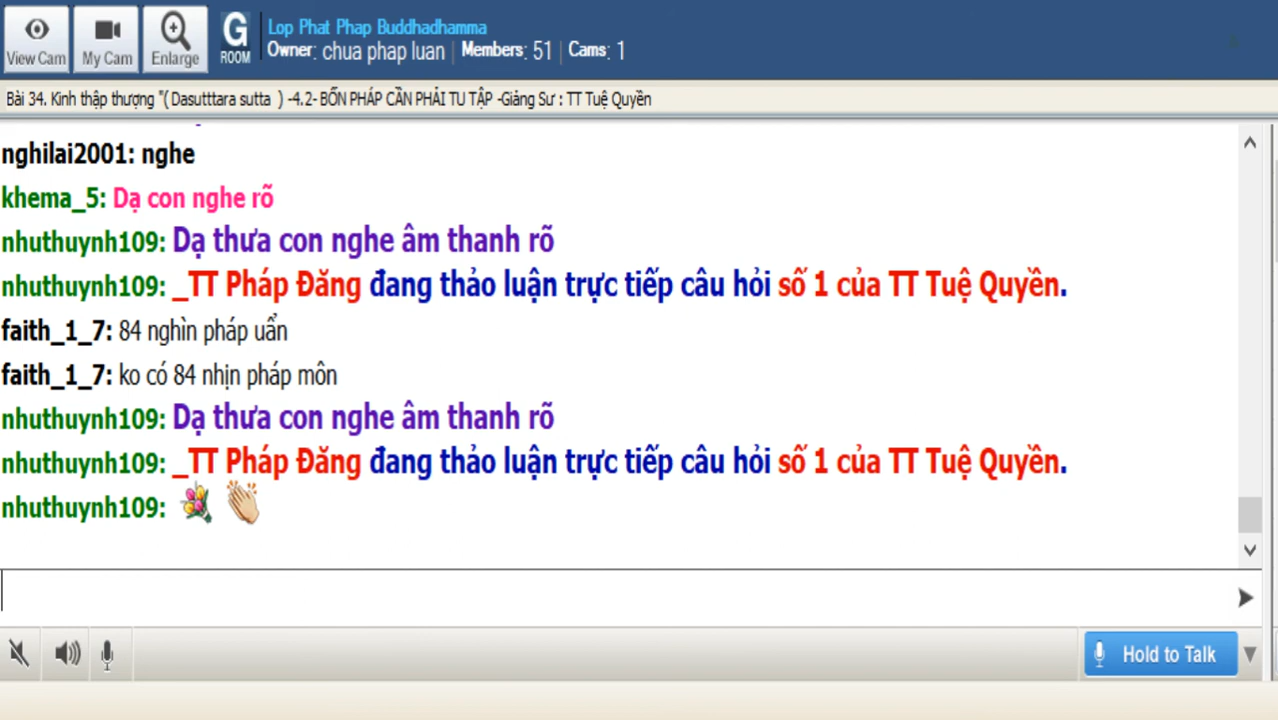 View Cam
My Cam
Enlarge
G
ROOM
Lop Phat Phap Buddhadhamma
Owner: chua phap luan | Members: 51 | Cams: 1
Bài 34. Kinh thập thượng "( Dasutttara sutta ) -4.2- BỐN PHÁP CẦN PHẢI TU TẬP -Giảng Sư : TT Tuệ Quyền
nghilai2001: nghe
khema_5: Dạ con nghe rõ
nhuthuynh109: Dạ thưa con nghe âm thanh rõ
nhuthuynh109: _TT Pháp Đăng đang thảo luận trực tiếp câu hỏi số 1 của TT Tuệ Quyền.
faith_1_7: 84 nghìn pháp uẩn
faith_1_7: ko có 84 nhịn pháp môn
nhuthuynh109: Dạ thưa con nghe âm thanh rõ
nhuthuynh109: _TT Pháp Đăng đang thảo luận trực tiếp câu hỏi số 1 của TT Tuệ Quyền.
nhuthuynh109:
Hold to Talk